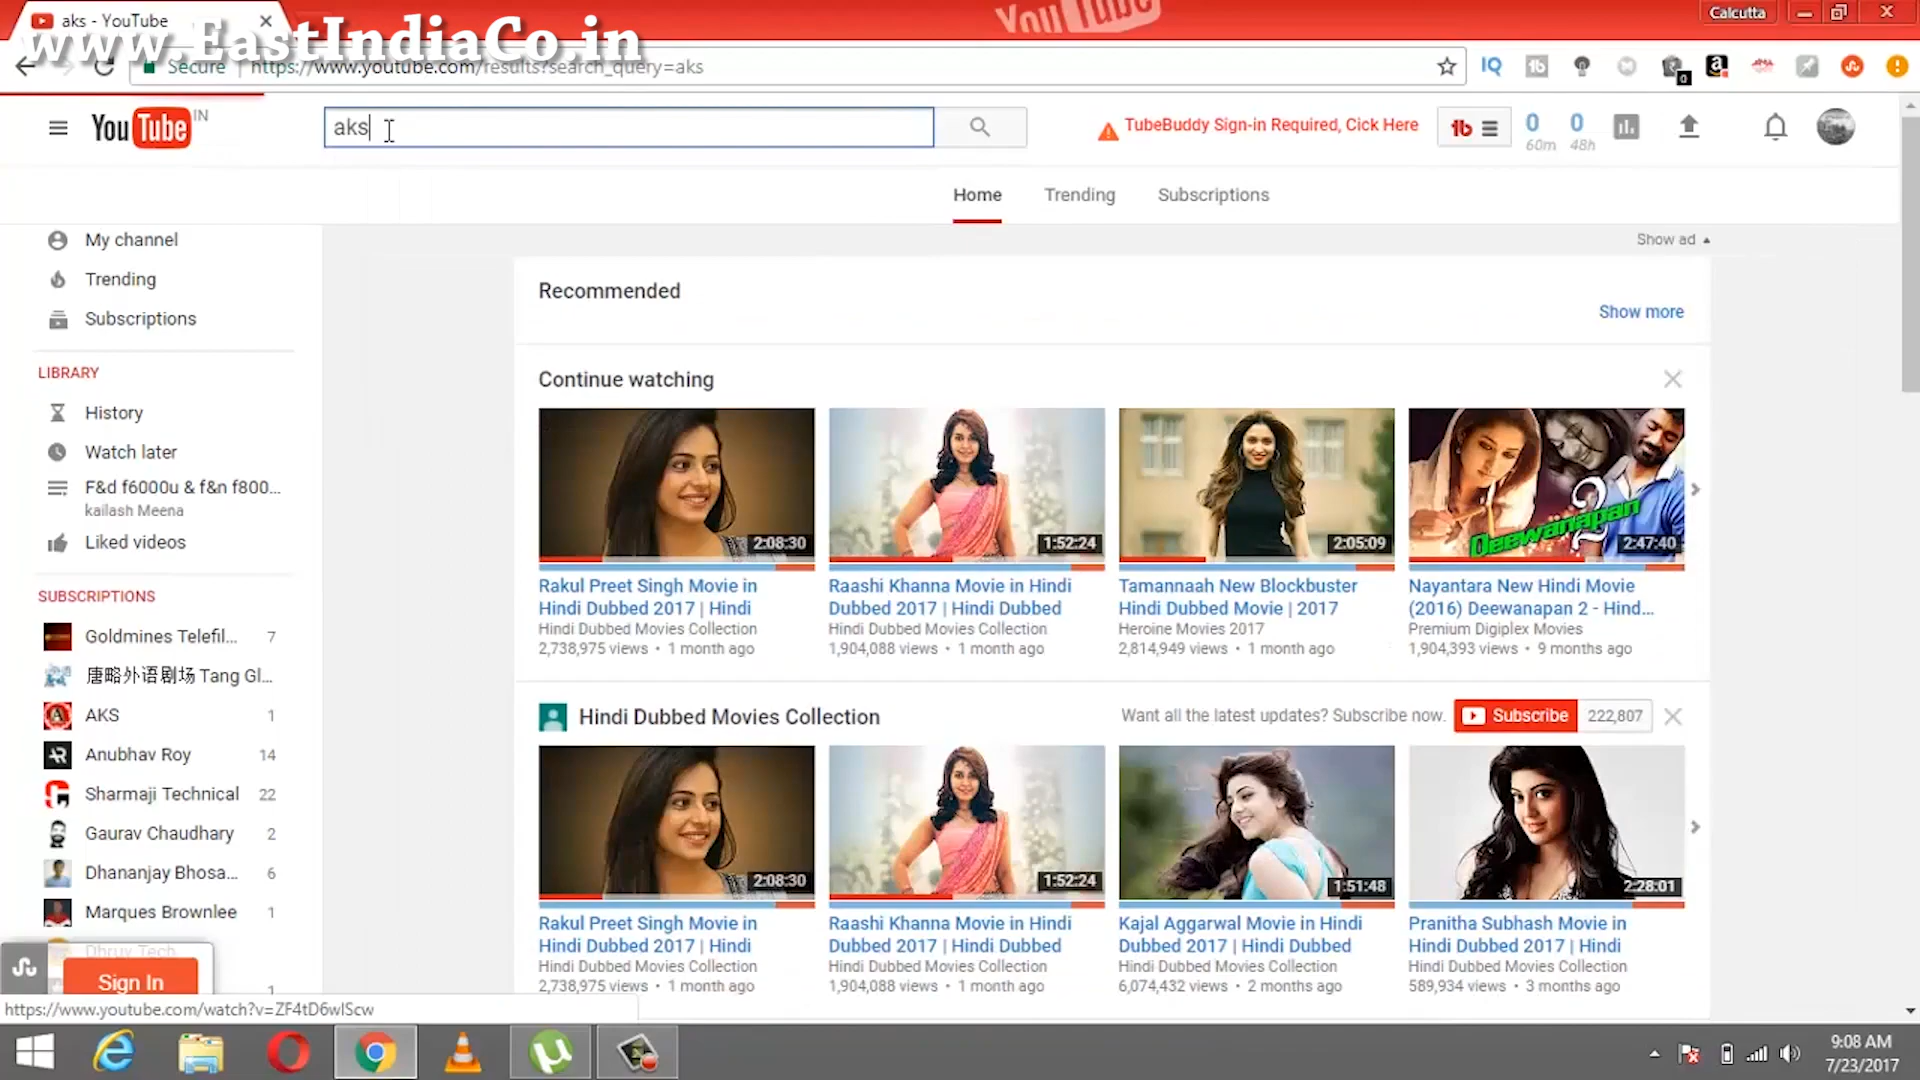 You Tube
Calcutta
aks - YouTube
www.EastIndiaCo.in
Secure
https://www.youtube.com/results?search_query=aks
IQ
0
YouTube IN
aks
TubeBuddy Sign-in Required, Cick Here
0
60m
0
48h
Home
Trending
Subscriptions
Show ad
My channel
Trending
Subscriptions
LIBRARY
History
Watch later
F&d f6000u & f&n f800...
kailash Meena
Liked videos
SUBSCRIPTIONS
Goldmines Telefil... 7
唐略外语剧场 Tang Gl...
AKS 1
Anubhav Roy 14
Sharmaji Technical 22
Gaurav Chaudhary 2
Dhananjay Bhosa... 6
Marques Brownlee 1
Dhruv Tech
1
Sign In
https://www.youtube.com/watch?v=ZF4tD6wlScw
Recommended
Show more
Continue watching
2:08:30
1:52:24
2:05:09
Deewanapan 2
2:47:40
Rakul Preet Singh Movie in
Hindi Dubbed 2017 | Hindi
Hindi Dubbed Movies Collection
2,738,975 views • 1 month ago
Raashi Khanna Movie in Hindi
Dubbed 2017 | Hindi Dubbed
Hindi Dubbed Movies Collection
1,904,088 views • 1 month ago
Tamannaah New Blockbuster
Hindi Dubbed Movie | 2017
Heroine Movies 2017
2,814,949 views • 1 month ago
Nayantara New Hindi Movie
(2016) Deewanapan 2 - Hind...
Premium Digiplex Movies
1,904,393 views • 9 months ago
Hindi Dubbed Movies Collection
Want all the latest updates? Subscribe now.
Subscribe
222,807
2:08:30
1:52:24
1:51:48
2:28:01
Rakul Preet Singh Movie in
Hindi Dubbed 2017 | Hindi
Hindi Dubbed Movies Collection
2,738,975 views • 1 month ago
Raashi Khanna Movie in Hindi
Dubbed 2017 | Hindi Dubbed
Hindi Dubbed Movies Collection
1,904,088 views • 1 month ago
Kajal Aggarwal Movie in Hindi
Dubbed 2017 | Hindi Dubbed
Hindi Dubbed Movies Collection
6,074,432 views • 2 months ago
Pranitha Subhash Movie in
Hindi Dubbed 2017 | Hindi
Hindi Dubbed Movies Collection
589,934 views • 3 months ago
9:08 AM
7/23/2017